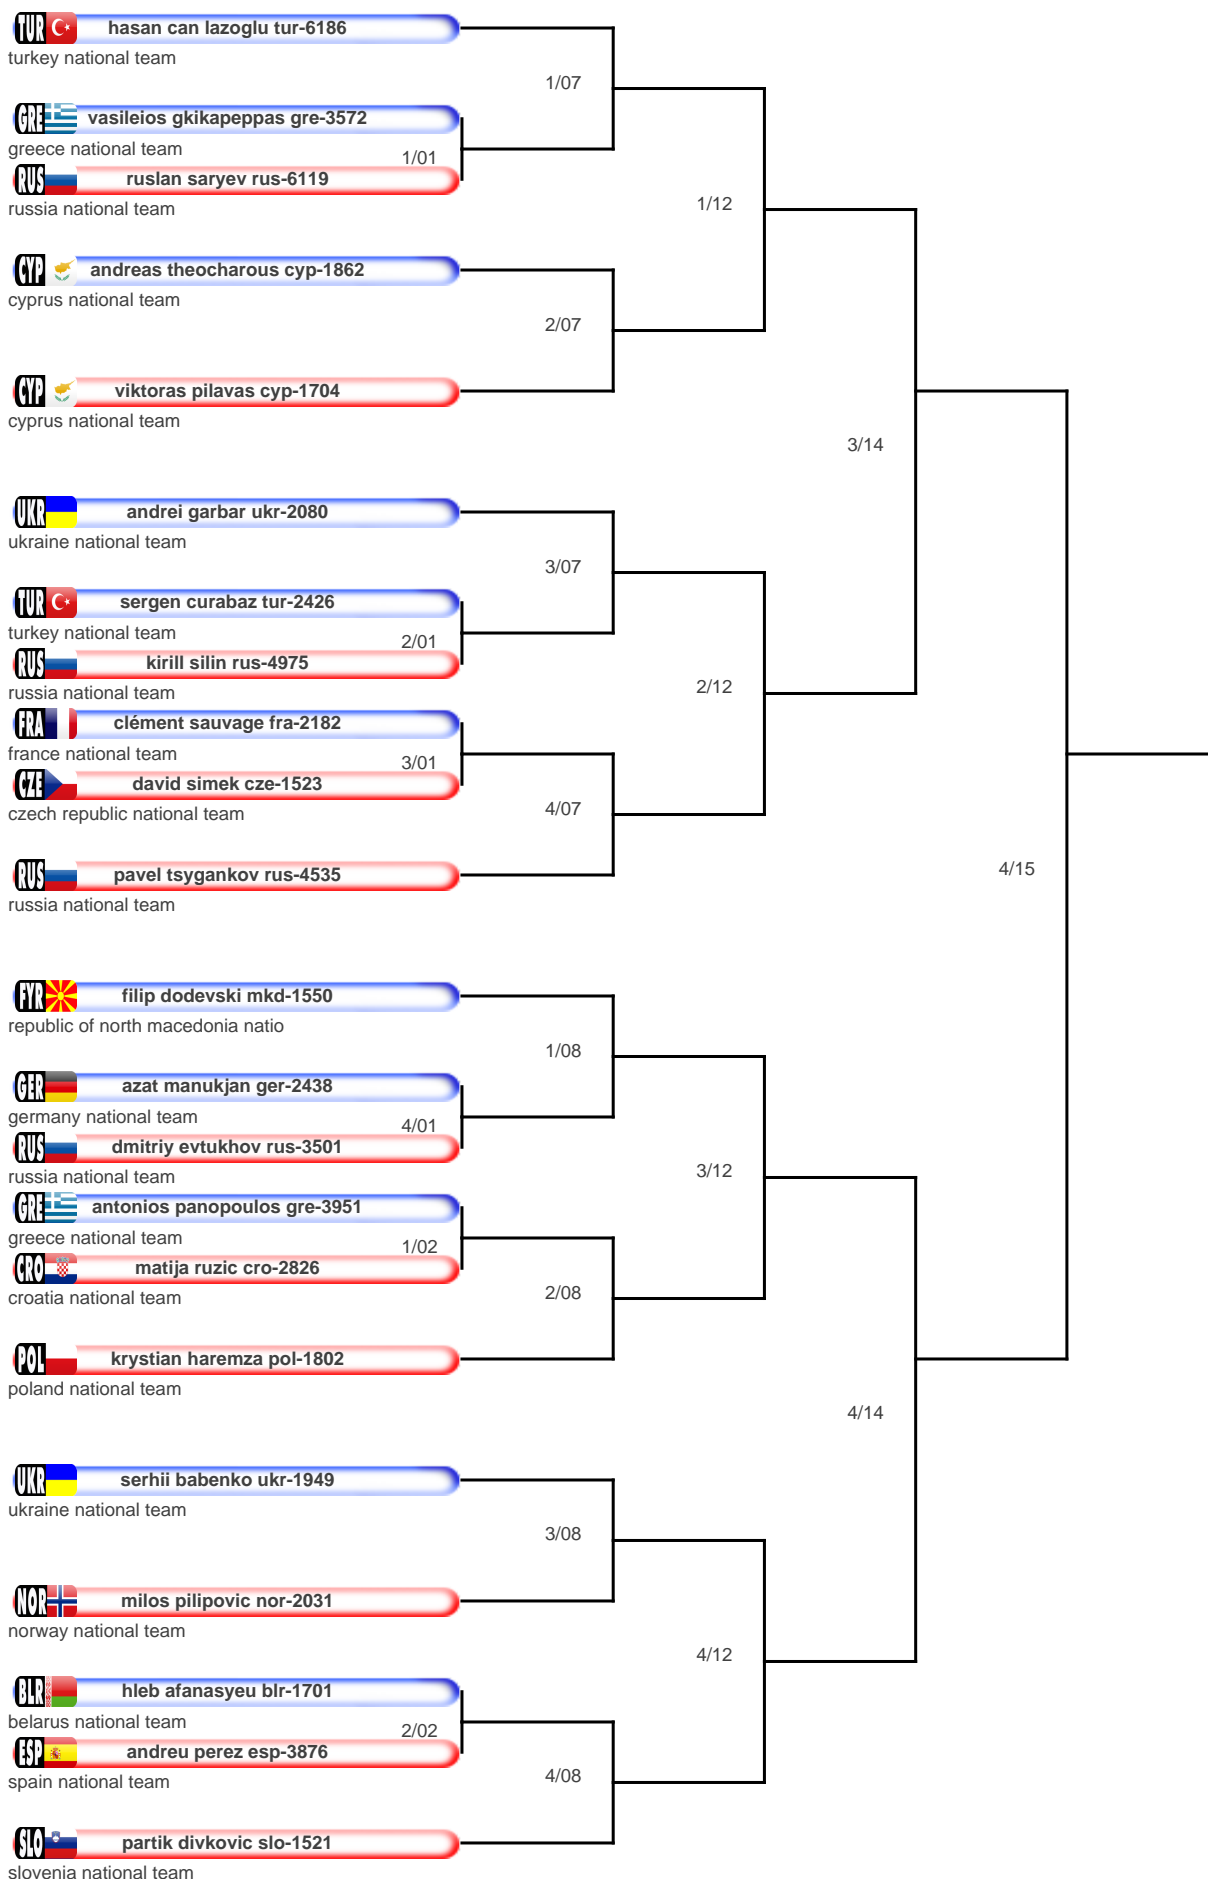 TUR hasan can lazoglu tur-6186
turkey national team
1/07
GRE vasileios gkikapeppas gre-3572
greece national team
1/01
RUS ruslan saryev rus-6119
russia national team
1/12
CYP andreas theocharous cyp-1862
cyprus national team
2/07
CYP viktoras pilavas cyp-1704
cyprus national team
3/14
UKR andrei garbar ukr-2080
ukraine national team
3/07
TUR sergen curabaz tur-2426
turkey national team
2/01
RUS kirill silin rus-4975
russia national team
2/12
FRA clément sauvage fra-2182
france national team
3/01
CZE david simek cze-1523
czech republic national team
4/07
RUS pavel tsygankov rus-4535
russia national team
4/15
FYR filip dodevski mkd-1550
republic of north macedonia natio
1/08
GER azat manukjan ger-2438
germany national team
4/01
RUS dmitriy evtukhov rus-3501
russia national team
3/12
GRE antonios panopoulos gre-3951
greece national team
1/02
CRO matija ruzic cro-2826
croatia national team
2/08
POL krystian haremza pol-1802
poland national team
4/14
UKR serhii babenko ukr-1949
ukraine national team
3/08
NOR milos pilipovic nor-2031
norway national team
4/12
BLR hleb afanasyeu blr-1701
belarus national team
2/02
ESP andreu perez esp-3876
spain national team
4/08
SLO partik divkovic slo-1521
slovenia national team